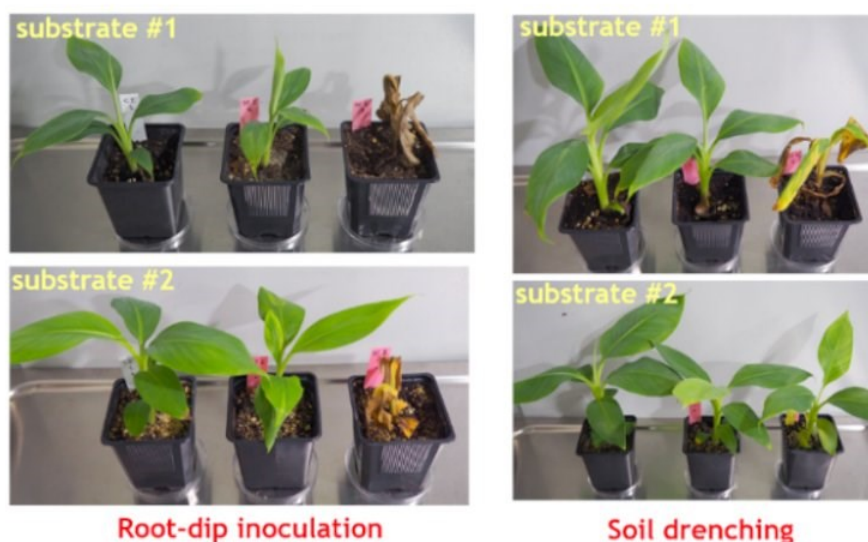 substrate #1
substrate #1
substrate #2
substrate #2
Root-dip inoculation
Soil drenching